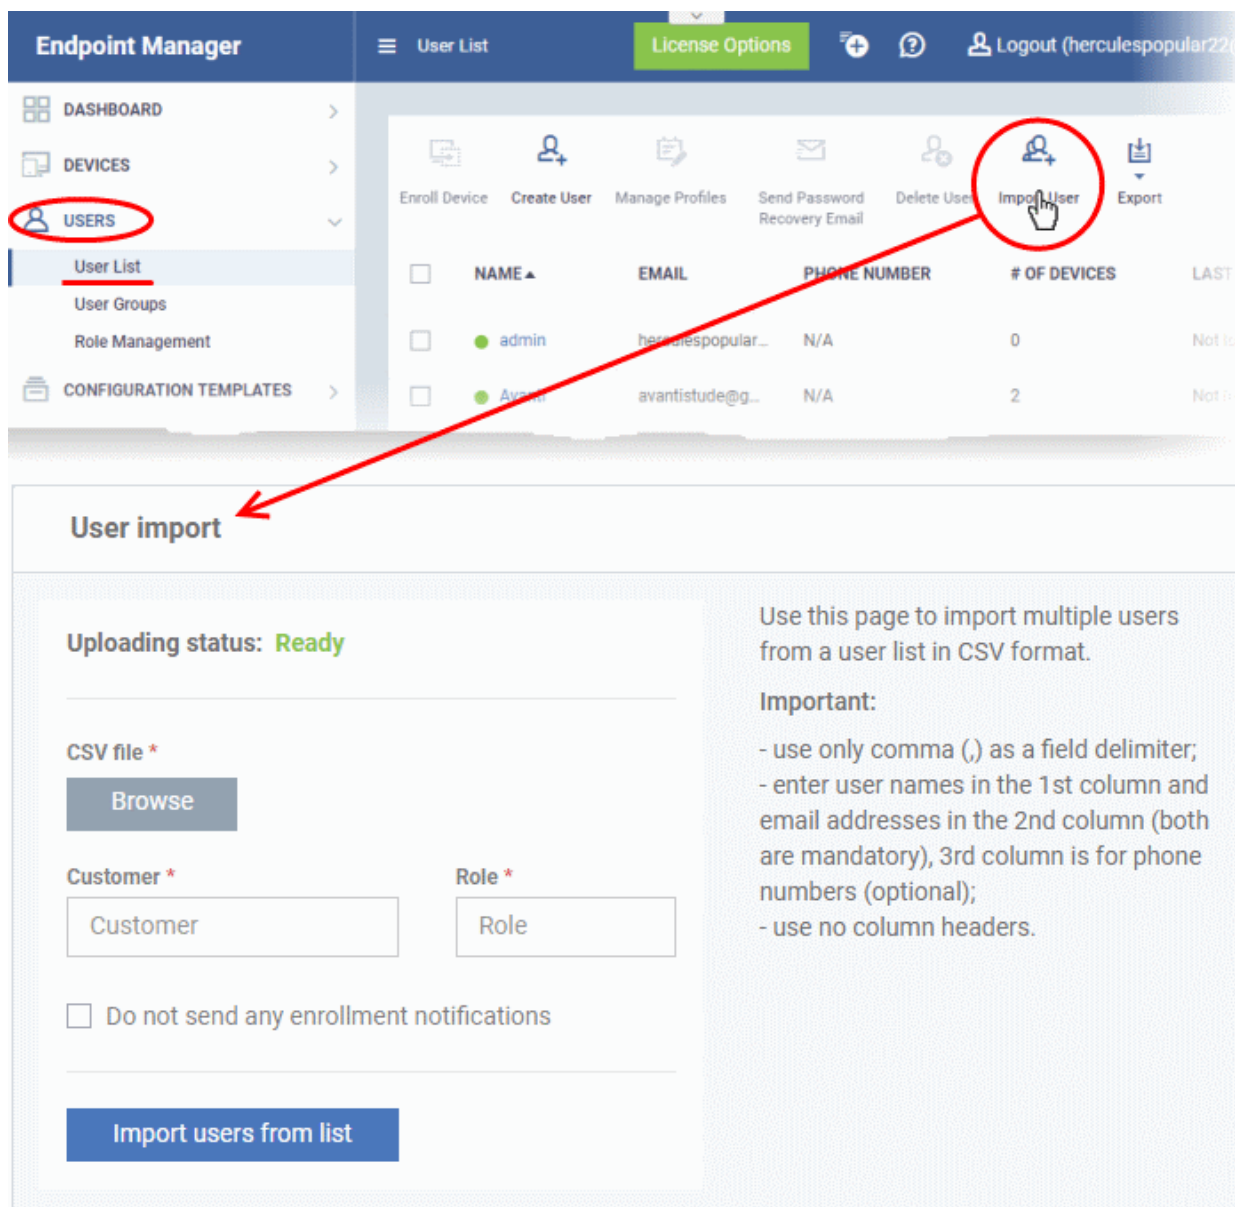 Endpoint Manager
User List
License Options
Logout (herculespopular22(
DASHBOARD
DEVICES
USERS
User List
User Groups
Role Management
CONFIGURATION TEMPLATES
Enroll Device
Create User
Manage Profiles
Send Password
Recovery Email
Delete User
Import User
Export
NAME EMAIL PHONE NUMBER # OF DEVICES LAST
admin herculespopular... N/A 0 Not
Avanti avantistude@g... N/A 2 Not
User import
Uploading status: Ready
CSV file *
Browse
Customer *
Customer
Role *
Role
Do not send any enrollment notifications
Import users from list
Use this page to import multiple users
from a user list in CSV format.
Important:
- use only comma (,) as a field delimiter;
- enter user names in the 1st column and
email addresses in the 2nd column (both
are mandatory), 3rd column is for phone
numbers (optional);
- use no column headers.